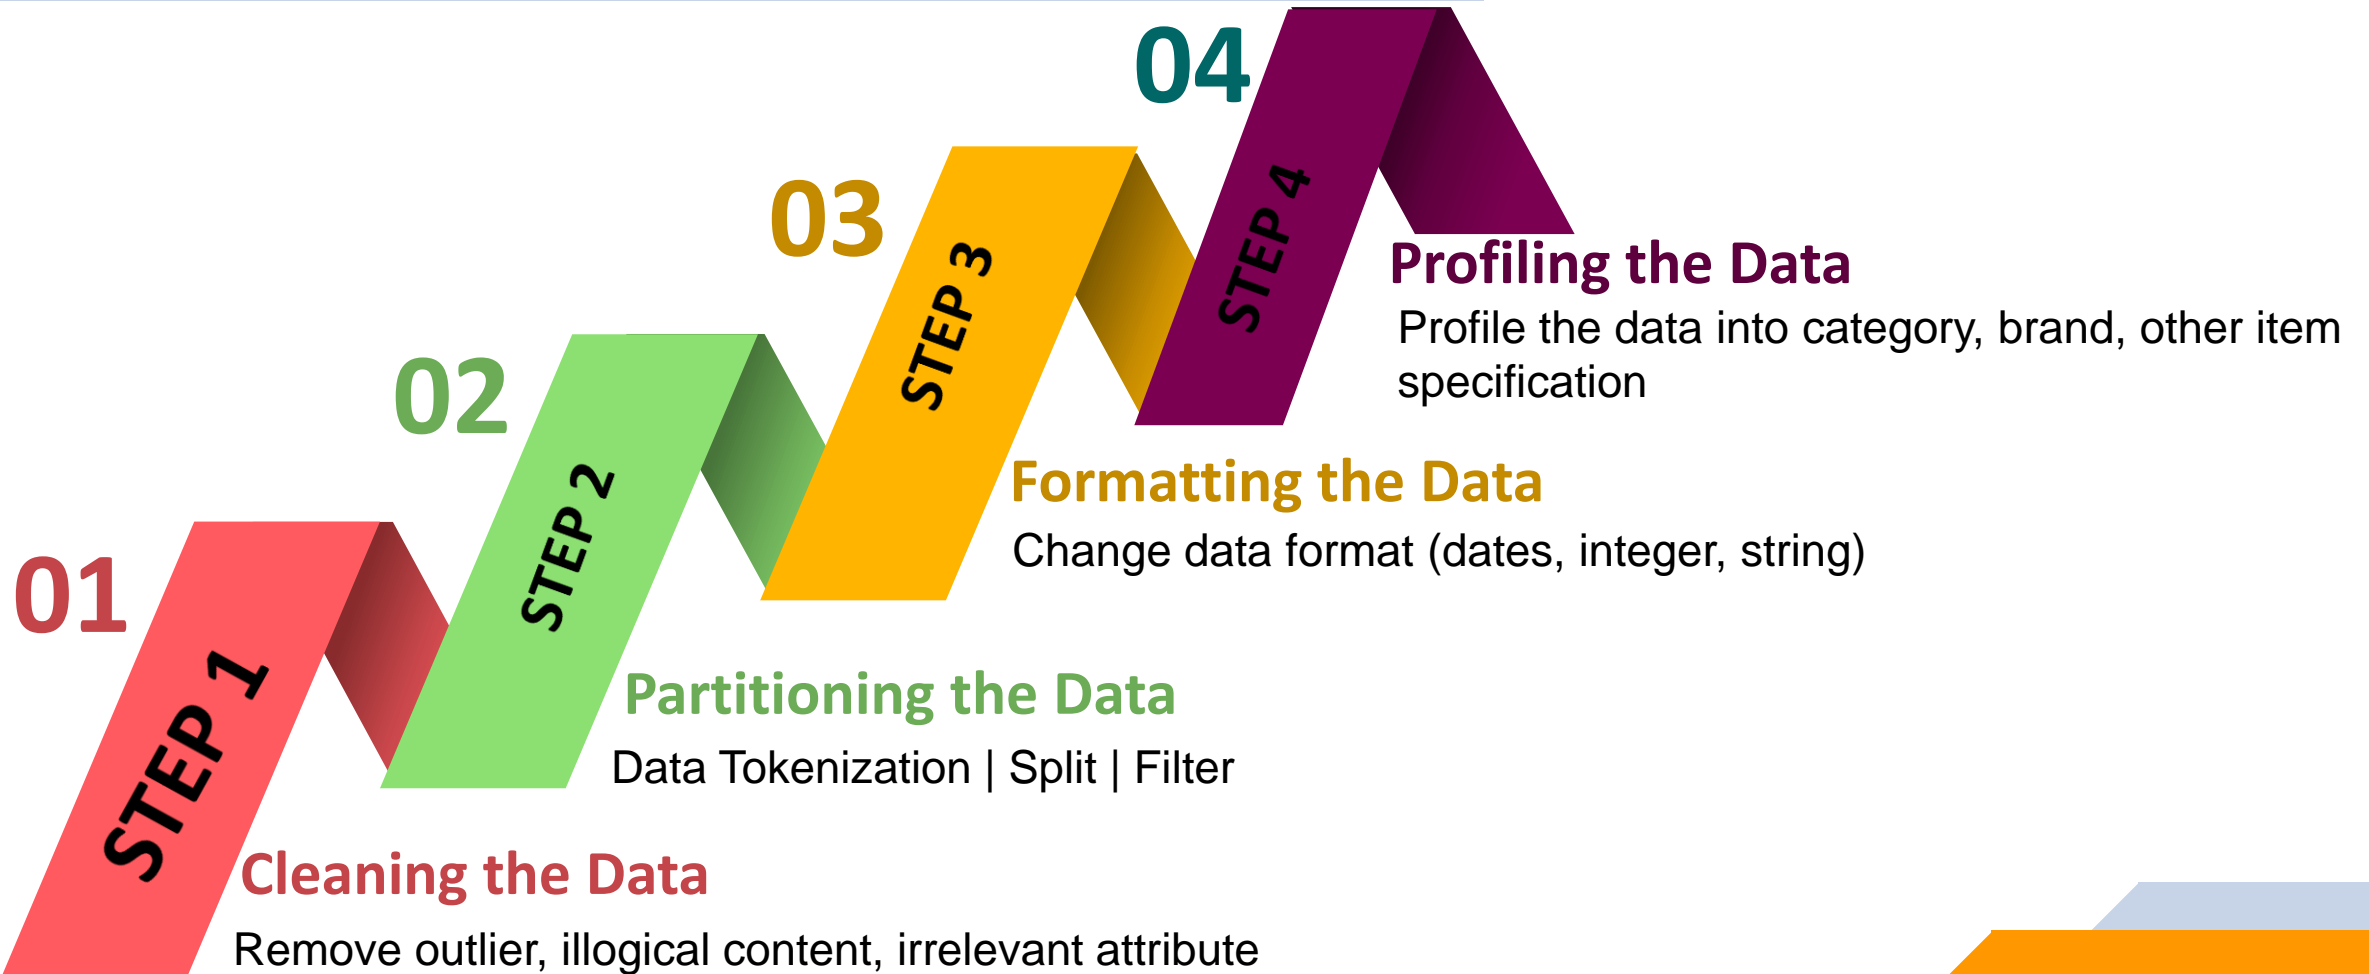 04
STEP 4
Profiling the Data
Profile the data into category, brand, other item
specification
03
STEP 3
Formatting the Data
Change data format (dates, integer, string)
02
STEP 2
Partitioning the Data
Data Tokenization | Split | Filter
01
STEP 1
Cleaning the Data
Remove outlier, illogical content, irrelevant attribute